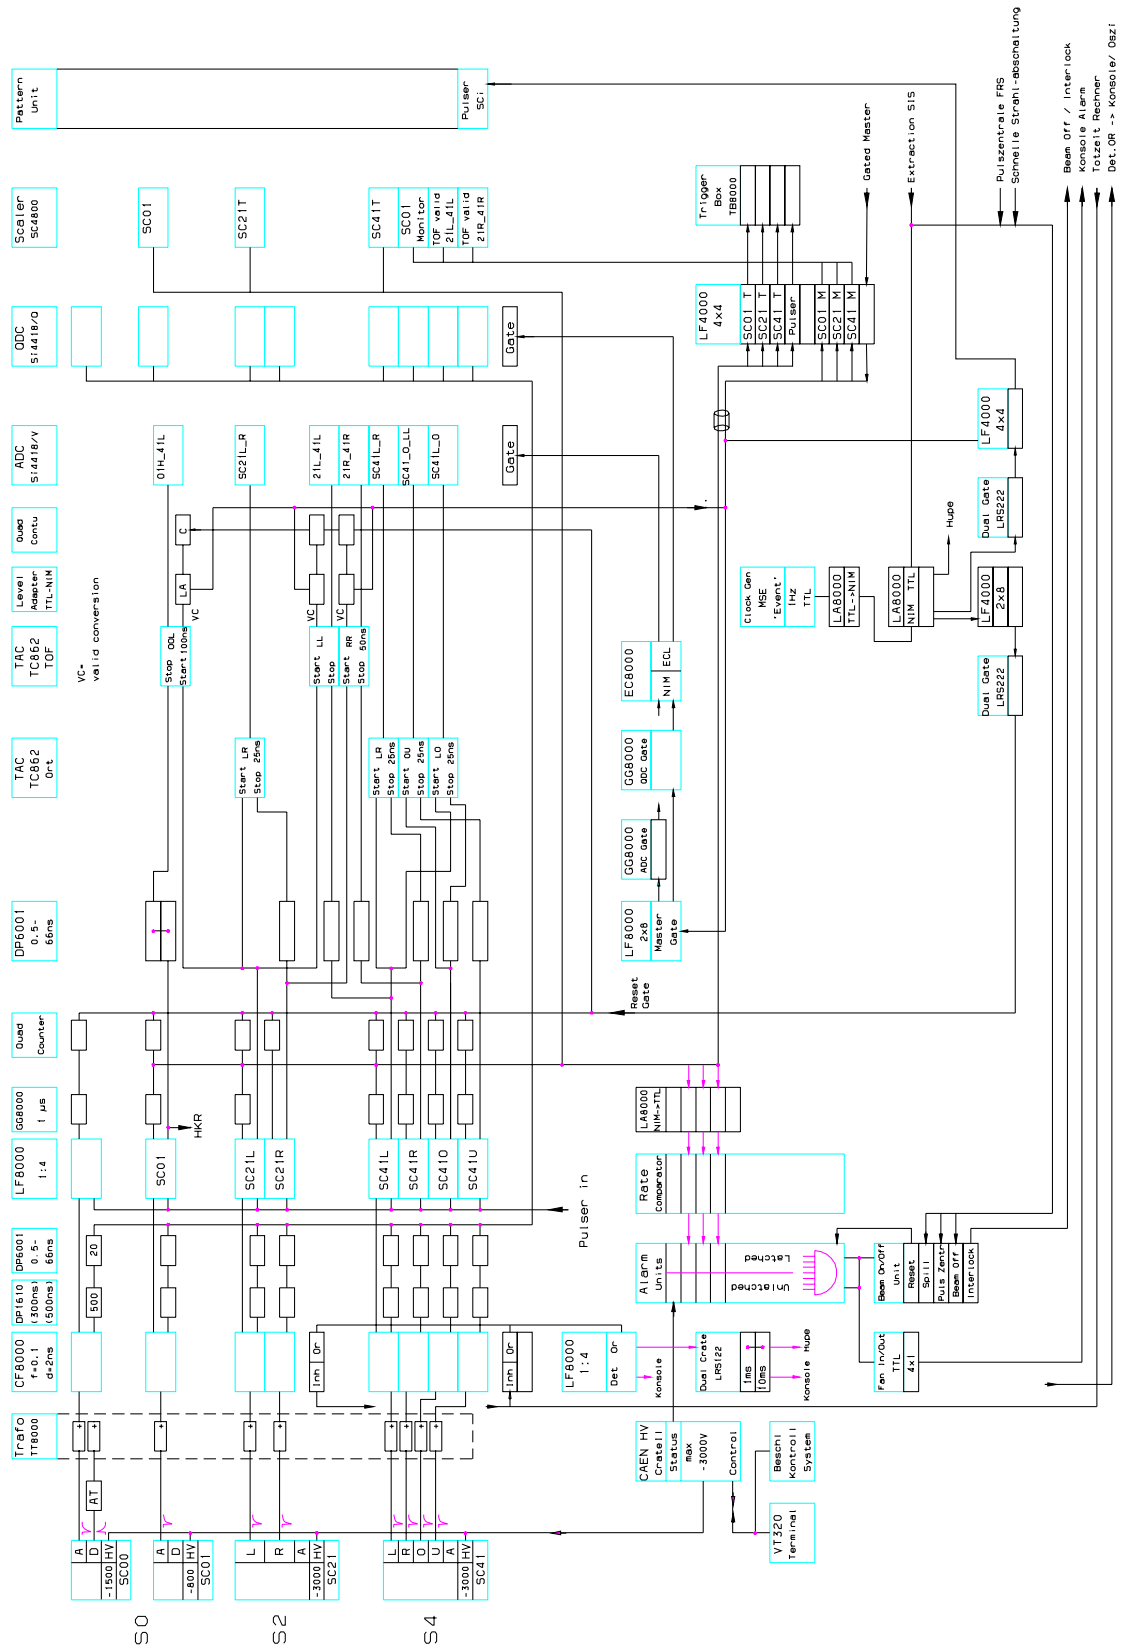 Pattern
Unit
Pulser
SCi
Scaler
SC4800
SC01
SC21T
SC41T
SC01
Monitor
TOF valid
21L_41L
TOF valid
21R_41R
QDC
Si4418/Q
Gate
ADC
Si4418/V
01H_41L
SC21L_R
21L_41L
21R_41R
SC41L_R
SC41_O_LL
SC41L_O
Gate
Quad
Contu
C
Level
Adapter
TTL-NIM
LA
VC
VC
VC
VC=
valid conversion
TAC
TC862
TOF
Stop OOL
Start 100ns
Start LL
Stop
Start RR
Stop 50ns
TAC
TC862
Ort
Start LR
Stop 25ns
Start LR
Stop 25ns
Start OU
Stop 25ns
Start LO
Stop 25ns
DP6001
0.5-
66ns
Quad
Counter
Reset
Gate
GG8000
1 µs
HKR
LF8000
1:4
SC01
SC21L
SC21R
SC41L
SC41R
SC41O
SC41U
Pulser in
DP6001
0.5-
66ns
20
DP1610
(300ns)
(500ns)
500
CF8000
f=0.1
d=2ns
Inh Or
Inh Or
Trafo
TT8000
+
+
+
+
+
+
+
+
+
AT
A
D
-1500 HV
SC00
A
D
-800 HV
SC01
L
R
A
-3000 HV
SC21
L
R
O
U
A
-3000 HV
SC41
S0
S2
S4
Trigger
Box
TB8000
LF4000
4x4
SC01 T
SC21 T
SC41 T
Pulser
SC01 M
SC21 M
SC41 M
Gated Master
Extraction SIS
Pulszentrale FRS
Schnelle Strahl-abschaltung
Beam Off / Interlock
Konsole Alarm
Totzeit Rechner
Det.OR -> Konsole/ Oszi
LF4000
4x4
Dual Gate
LRS222
Hupe
Clock Gen
MSE
'Event'
1Hz
TTL
LA8000
TTL->NIM
LA8000
NIM TTL
LF4000
2x8
Dual Gate
LRS222
EC8000
NIM ECL
GG8000
QDC Gate
GG8000
ADC Gate
LF8000
2x8
Master
Gate
LA8000
NIM->TTL
Rate
Comparator
Alarm
Units
Unlatched
Latched
Beam On/Off
Unit
Reset
Spill
Puls Zentr
Beam Off
Interlock
LF8000
1:4
Det Or
Konsole
Dual Crate
LRS122
1ms
10ms
Konsole Hupe
Fan In/Out
TTL
4x1
CAEN HV
Cratell
Status
max
-3000V
Control
Beschl
Kontroll
System
VT320
Terminal